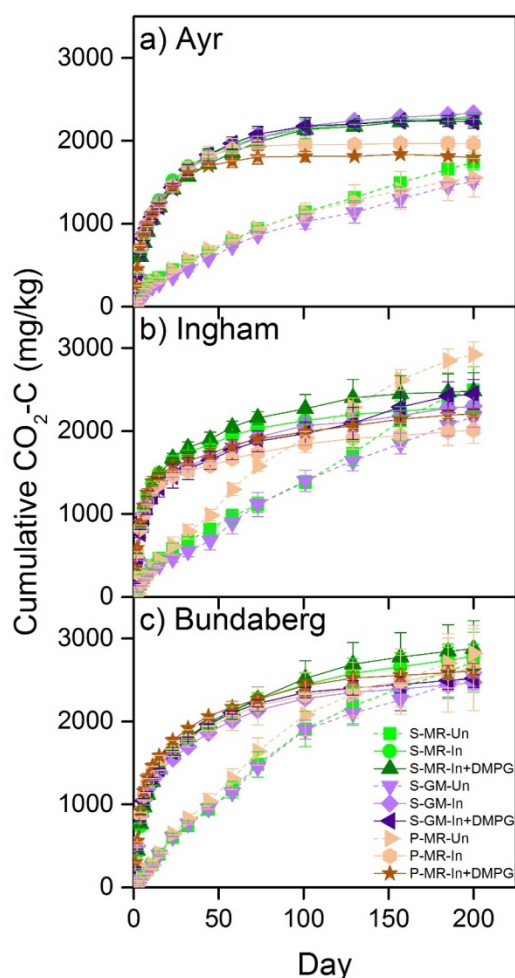 a) Ayr
3000
2000
1000
0
b) Ingham
3000
2000
1000
0
Cumulative CO₂-C (mg/kg)
c) Bundaberg
3000
2000
1000
0
S-MR-Un
S-MR-In
S-MR-In+DMPG
S-GM-Un
S-GM-In
S-GM-In+DMPG
P-MR-Un
P-MR-In
P-MR-In+DMPG
0 50 100 150 200
Day